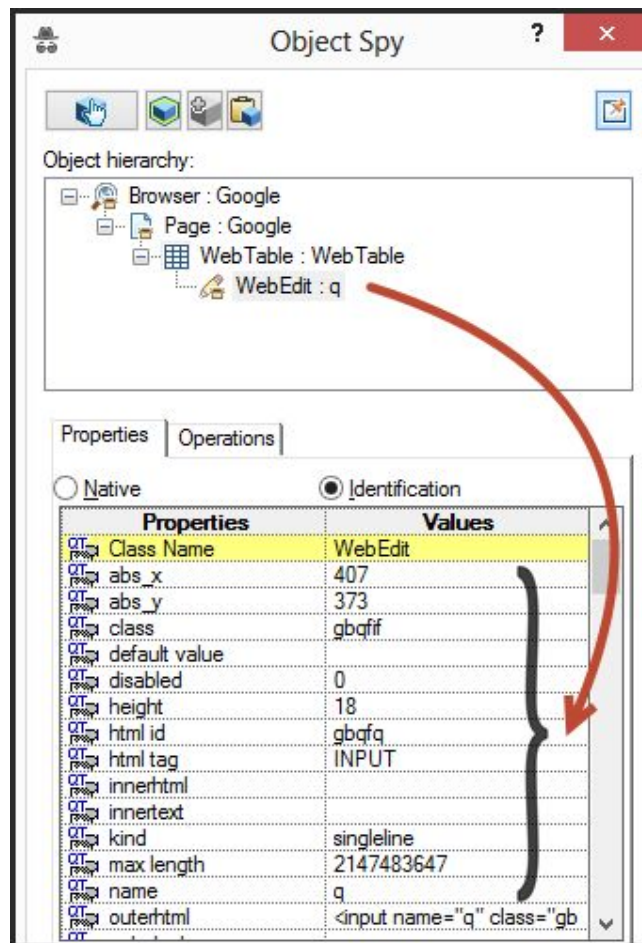 Object Spy ? ×
Object hierarchy:
Browser : Google
Page : Google
WebTable : WebTable
WebEdit : q
Properties Operations
Native Identification
Properties Values
Class Name WebEdit
abs_x 407
abs_y 373
class gbqfif
default value
disabled 0
height 18
html id gbqfq
html tag INPUT
innerhtml
innertext
kind singleline
max length 2147483647
name q
outerhtml <input name="q" class="gb